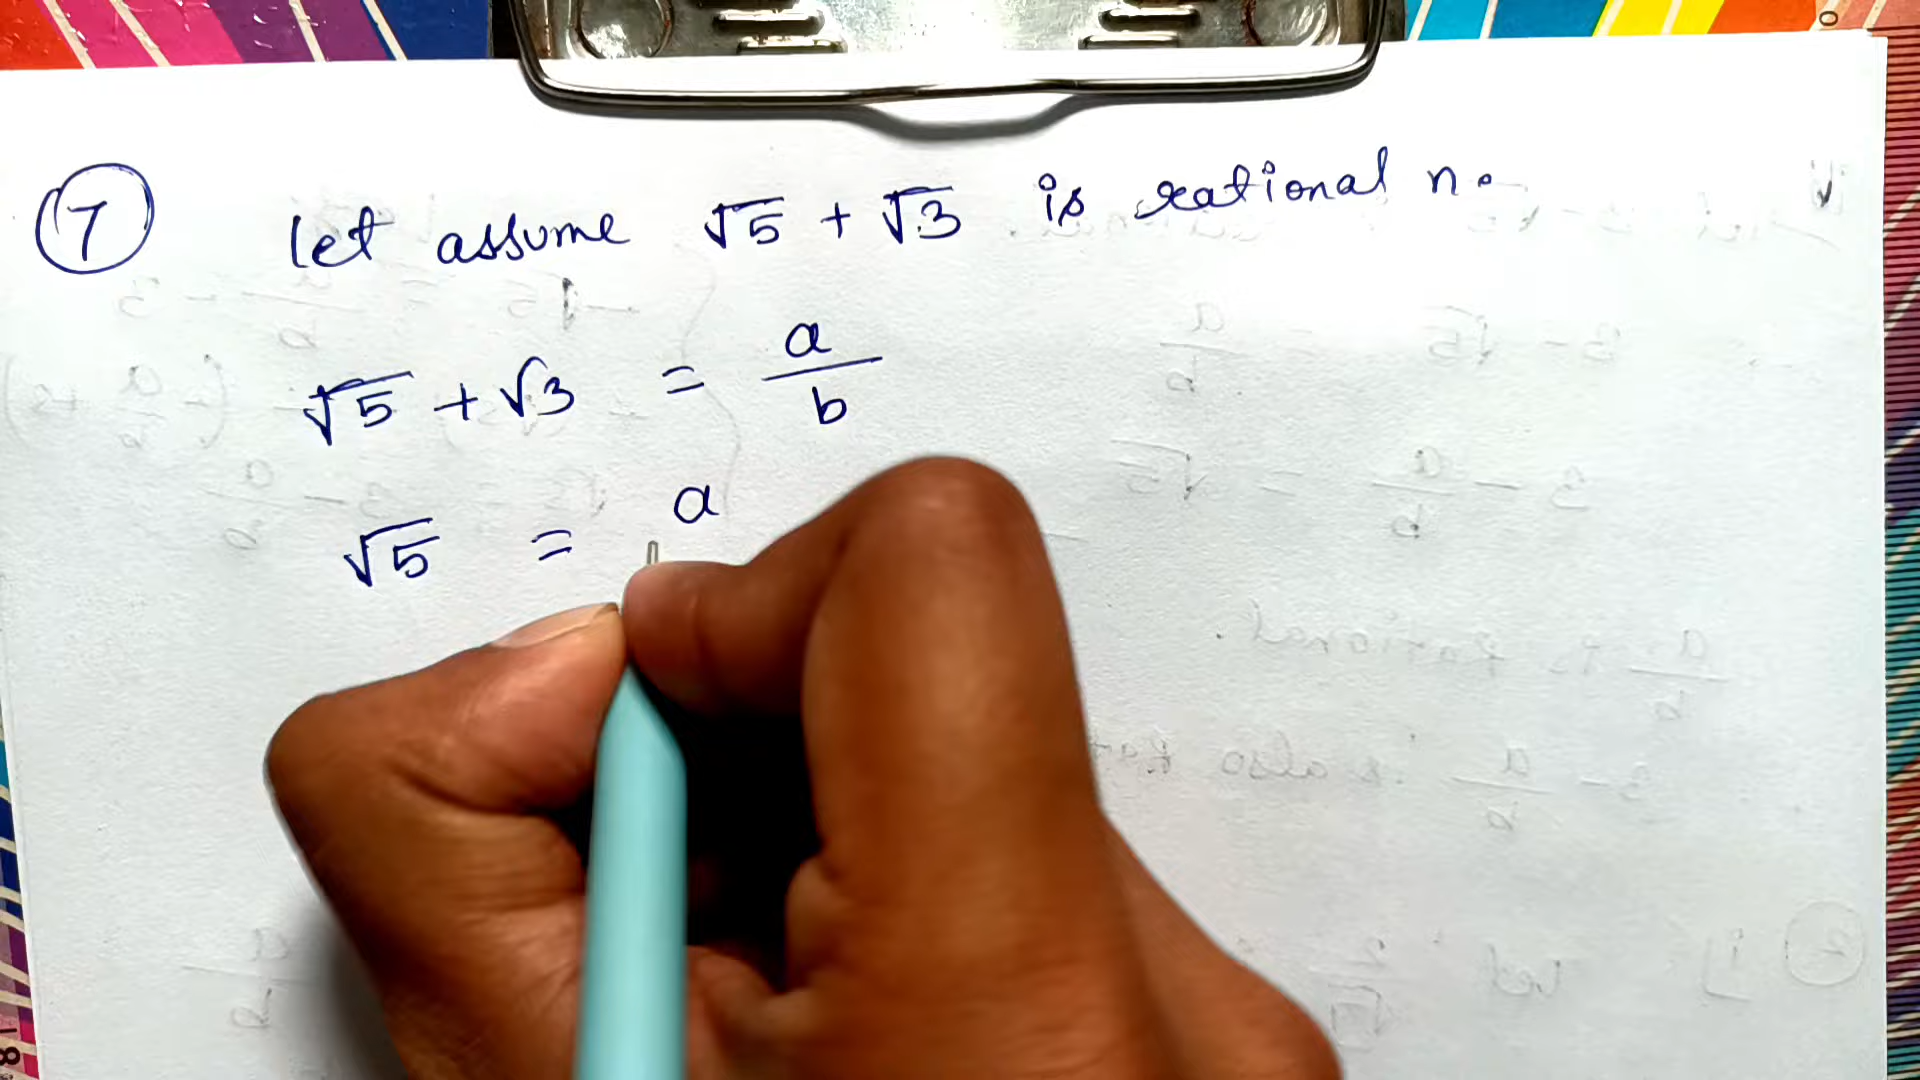 7 let assume √5 + √3 is rational no
√5 + √3 = a/b
√5 = a